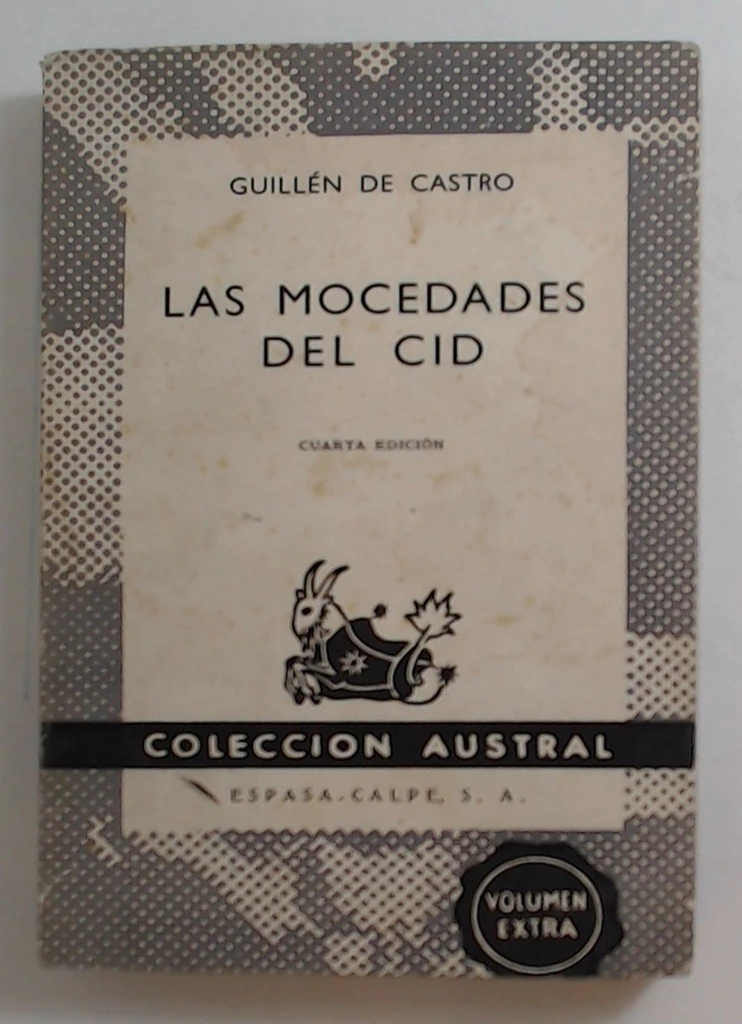 GUILLÉN DE CASTRO
LAS MOCEDADES
DEL CID
CUARTA EDICIÓN
COLECCION AUSTRAL
ESPASA-CALPE, S. A.
VOLUMEN
EXTRA